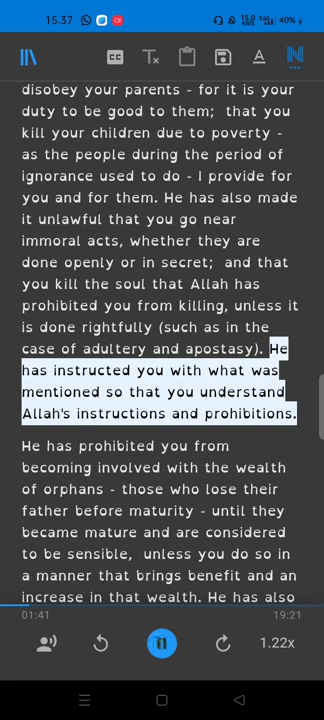 15.37
15.0 KB/s
40%
CC
disobey your parents - for it is your
duty to be good to them; that you
kill your children due to poverty -
as the people during the period of
ignorance used to do - I provide for
you and for them. He has also made
it unlawful that you go near
immoral acts, whether they are
done openly or in secret; and that
you kill the soul that Allah has
prohibited you from killing, unless it
is done rightfully (such as in the
case of adultery and apostasy). He
has instructed you with what was
mentioned so that you understand
Allah's instructions and prohibitions.
He has prohibited you from
becoming involved with the wealth
of orphans - those who lose their
father before maturity - until they
became mature and are considered
to be sensible, unless you do so in
a manner that brings benefit and an
increase in that wealth. He has also
01:41
19:21
1.22x